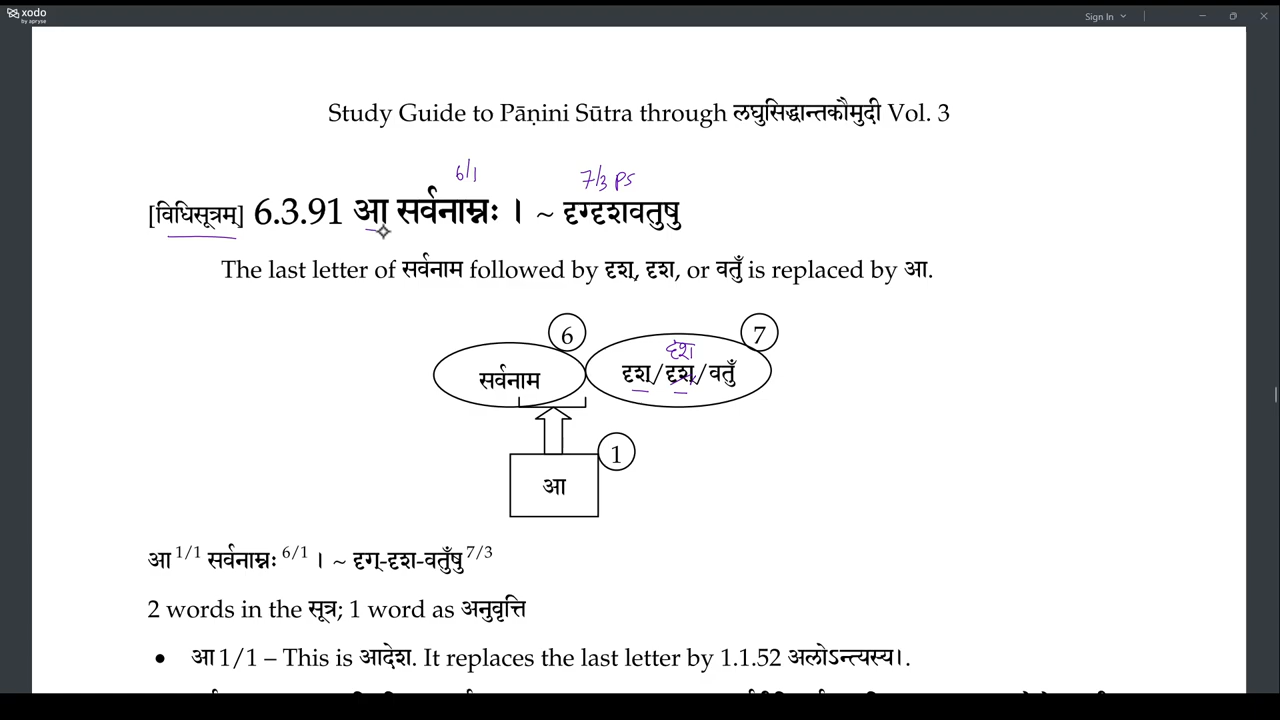 xodo
by apryse
Sign In
Study Guide to Pāṇini Sūtra through लघुसिद्धान्तकौमुदी Vol. 3
6/1 7/3 PS
[विधिसूत्रम्] 6.3.91 आ सर्वनाम्नः । ~ दृग्दृशवतुषु
The last letter of सर्वनाम followed by दृश्, दृश, or वतुँ is replaced by आ.
6 7
दृश
सर्वनाम दृश्/दृश/वतुँ
1
आ
आ 1/1 सर्वनाम्नः 6/1 । ~ दृग्-दृश-वतुँषु 7/3
2 words in the सूत्र; 1 word as अनुवृत्ति
• आ 1/1 – This is आदेश. It replaces the last letter by 1.1.52 अलोऽन्त्यस्य।.